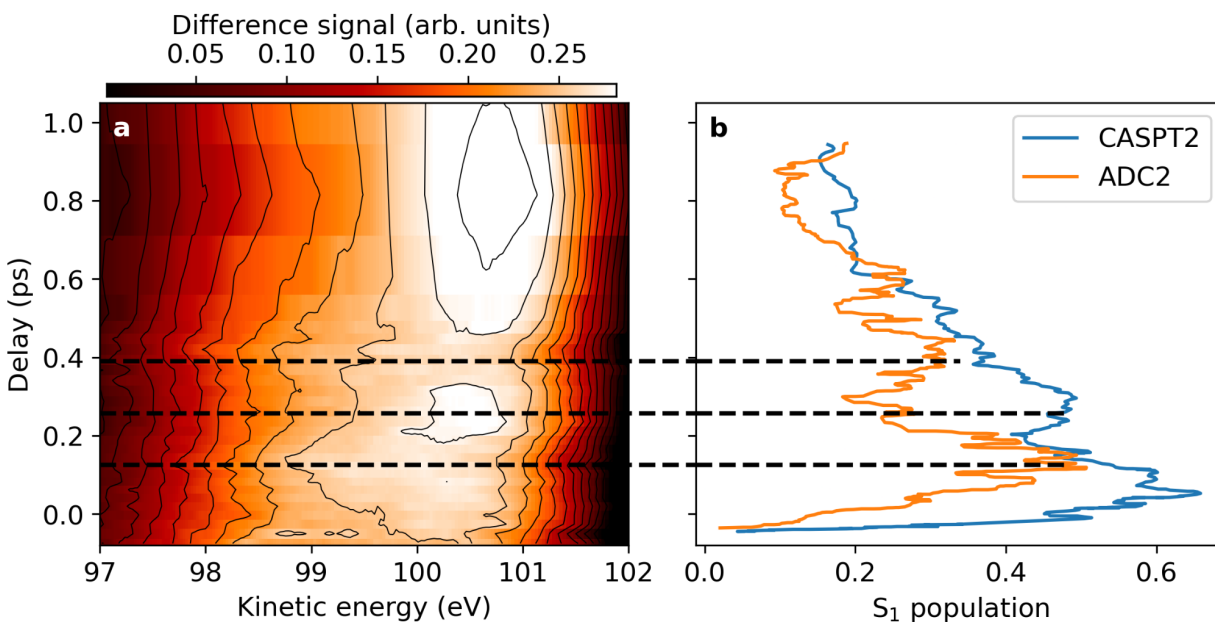 Difference signal (arb. units)
0.05 0.10 0.15 0.20 0.25
a
b
CASPT2
ADC2
Delay (ps)
1.0
0.8
0.6
0.4
0.2
0.0
97 98 99 100 101 102
Kinetic energy (eV)
0.0 0.2 0.4 0.6
S₁ population